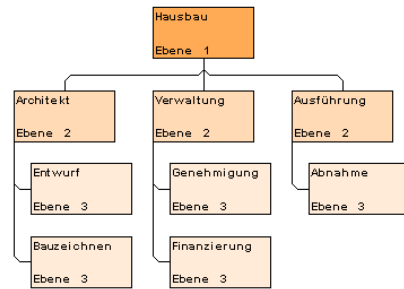 Hausbau
Ebene 1
Architekt
Ebene 2
Verwaltung
Ebene 2
Ausführung
Ebene 2
Entwurf
Ebene 3
Genehmigung
Ebene 3
Abnahme
Ebene 3
Bauzeichnen
Ebene 3
Finanzierung
Ebene 3